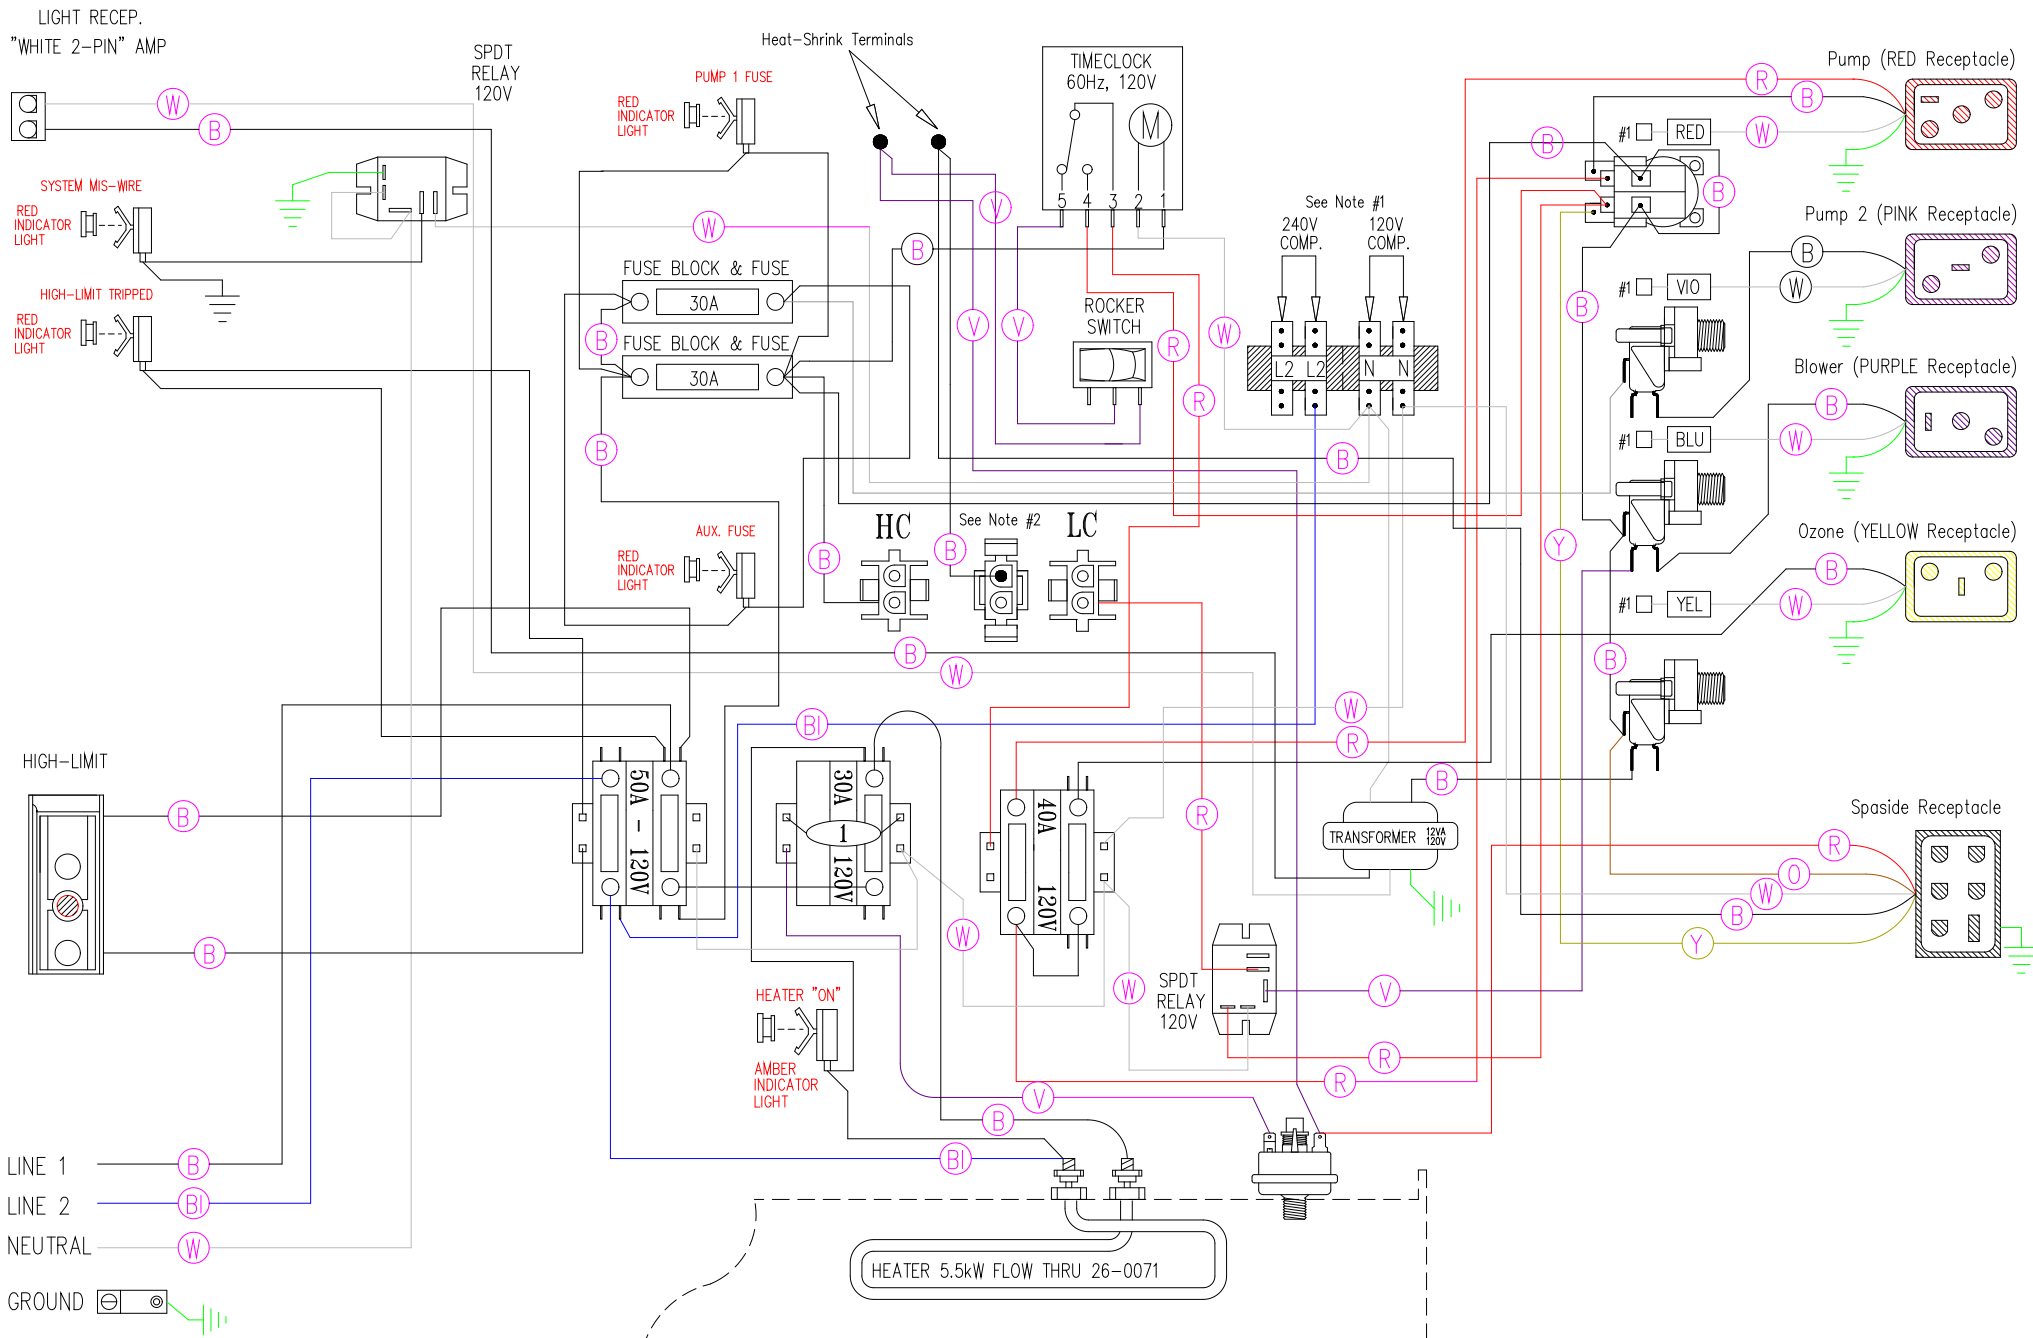 LIGHT RECEP.
"WHITE 2-PIN" AMP
W
B
SPDT
RELAY
120V
SYSTEM MIS-WIRE
RED
INDICATOR
LIGHT
HIGH-LIMIT TRIPPED
RED
INDICATOR
LIGHT
W
PUMP 1 FUSE
RED
INDICATOR
LIGHT
Heat-Shrink Terminals
TIMECLOCK
60Hz, 120V
M
5 4 3 2 1
V
B
FUSE BLOCK & FUSE
30A
B
FUSE BLOCK & FUSE
30A
B
V
V
ROCKER
SWITCH
R
W
R
See Note #1
240V
COMP.
120V
COMP.
L2 L2 N N
B
AUX. FUSE
RED
INDICATOR
LIGHT
B
HC
See Note #2
B
LC
B
W
Pump (RED Receptacle)
R
B
#1 RED W
B
B
Pump 2 (PINK Receptacle)
B
#1 VIO W
B
Blower (PURPLE Receptacle)
B
#1 BLU W
Y
Ozone (YELLOW Receptacle)
B
#1 YEL W
B
HIGH-LIMIT
B
B
50A - 120V
30A 120V
1
Bl
40A 120V
W
R
R
B
TRANSFORMER 12VA
120V
W
W
SPDT
RELAY
120V
V
R
R
Spaside Receptacle
R
O
W
B
Y
HEATER "ON"
AMBER
INDICATOR
LIGHT
V
B
Bl
LINE 1 B
LINE 2 Bl
NEUTRAL W
GROUND
HEATER 5.5kW FLOW THRU 26-0071